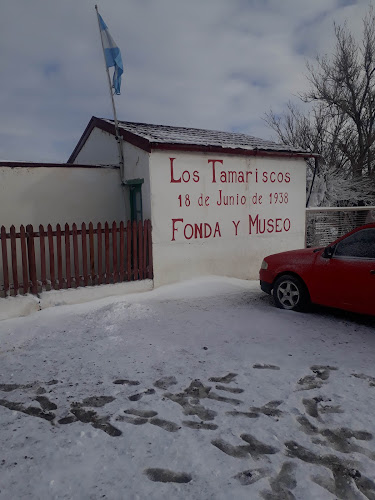 Los Tamariscos
18 de Junio de 1938
Fonda y Museo